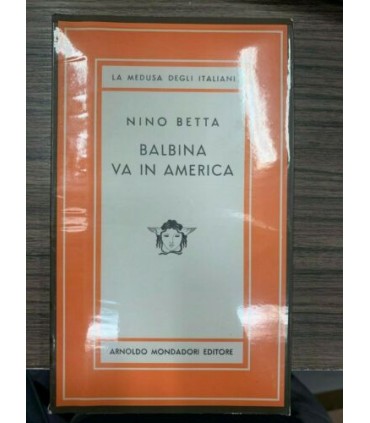 LA MEDUSA DEGLI ITALIANI
NINO BETTA
BALBINA
VA IN AMERICA
ARNOLDO MONDADORI EDITORE